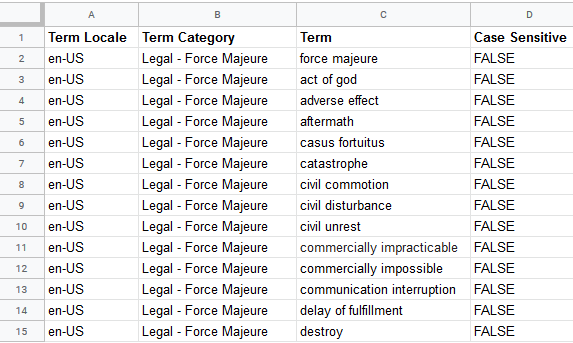 A B C D
1 Term Locale Term Category Term Case Sensitive
2 en-US Legal - Force Majeure force majeure FALSE
3 en-US Legal - Force Majeure act of god FALSE
4 en-US Legal - Force Majeure adverse effect FALSE
5 en-US Legal - Force Majeure aftermath FALSE
6 en-US Legal - Force Majeure casus fortuitus FALSE
7 en-US Legal - Force Majeure catastrophe FALSE
8 en-US Legal - Force Majeure civil commotion FALSE
9 en-US Legal - Force Majeure civil disturbance FALSE
10 en-US Legal - Force Majeure civil unrest FALSE
11 en-US Legal - Force Majeure commercially impracticable FALSE
12 en-US Legal - Force Majeure commercially impossible FALSE
13 en-US Legal - Force Majeure communication interruption FALSE
14 en-US Legal - Force Majeure delay of fulfillment FALSE
15 en-US Legal - Force Majeure destroy FALSE